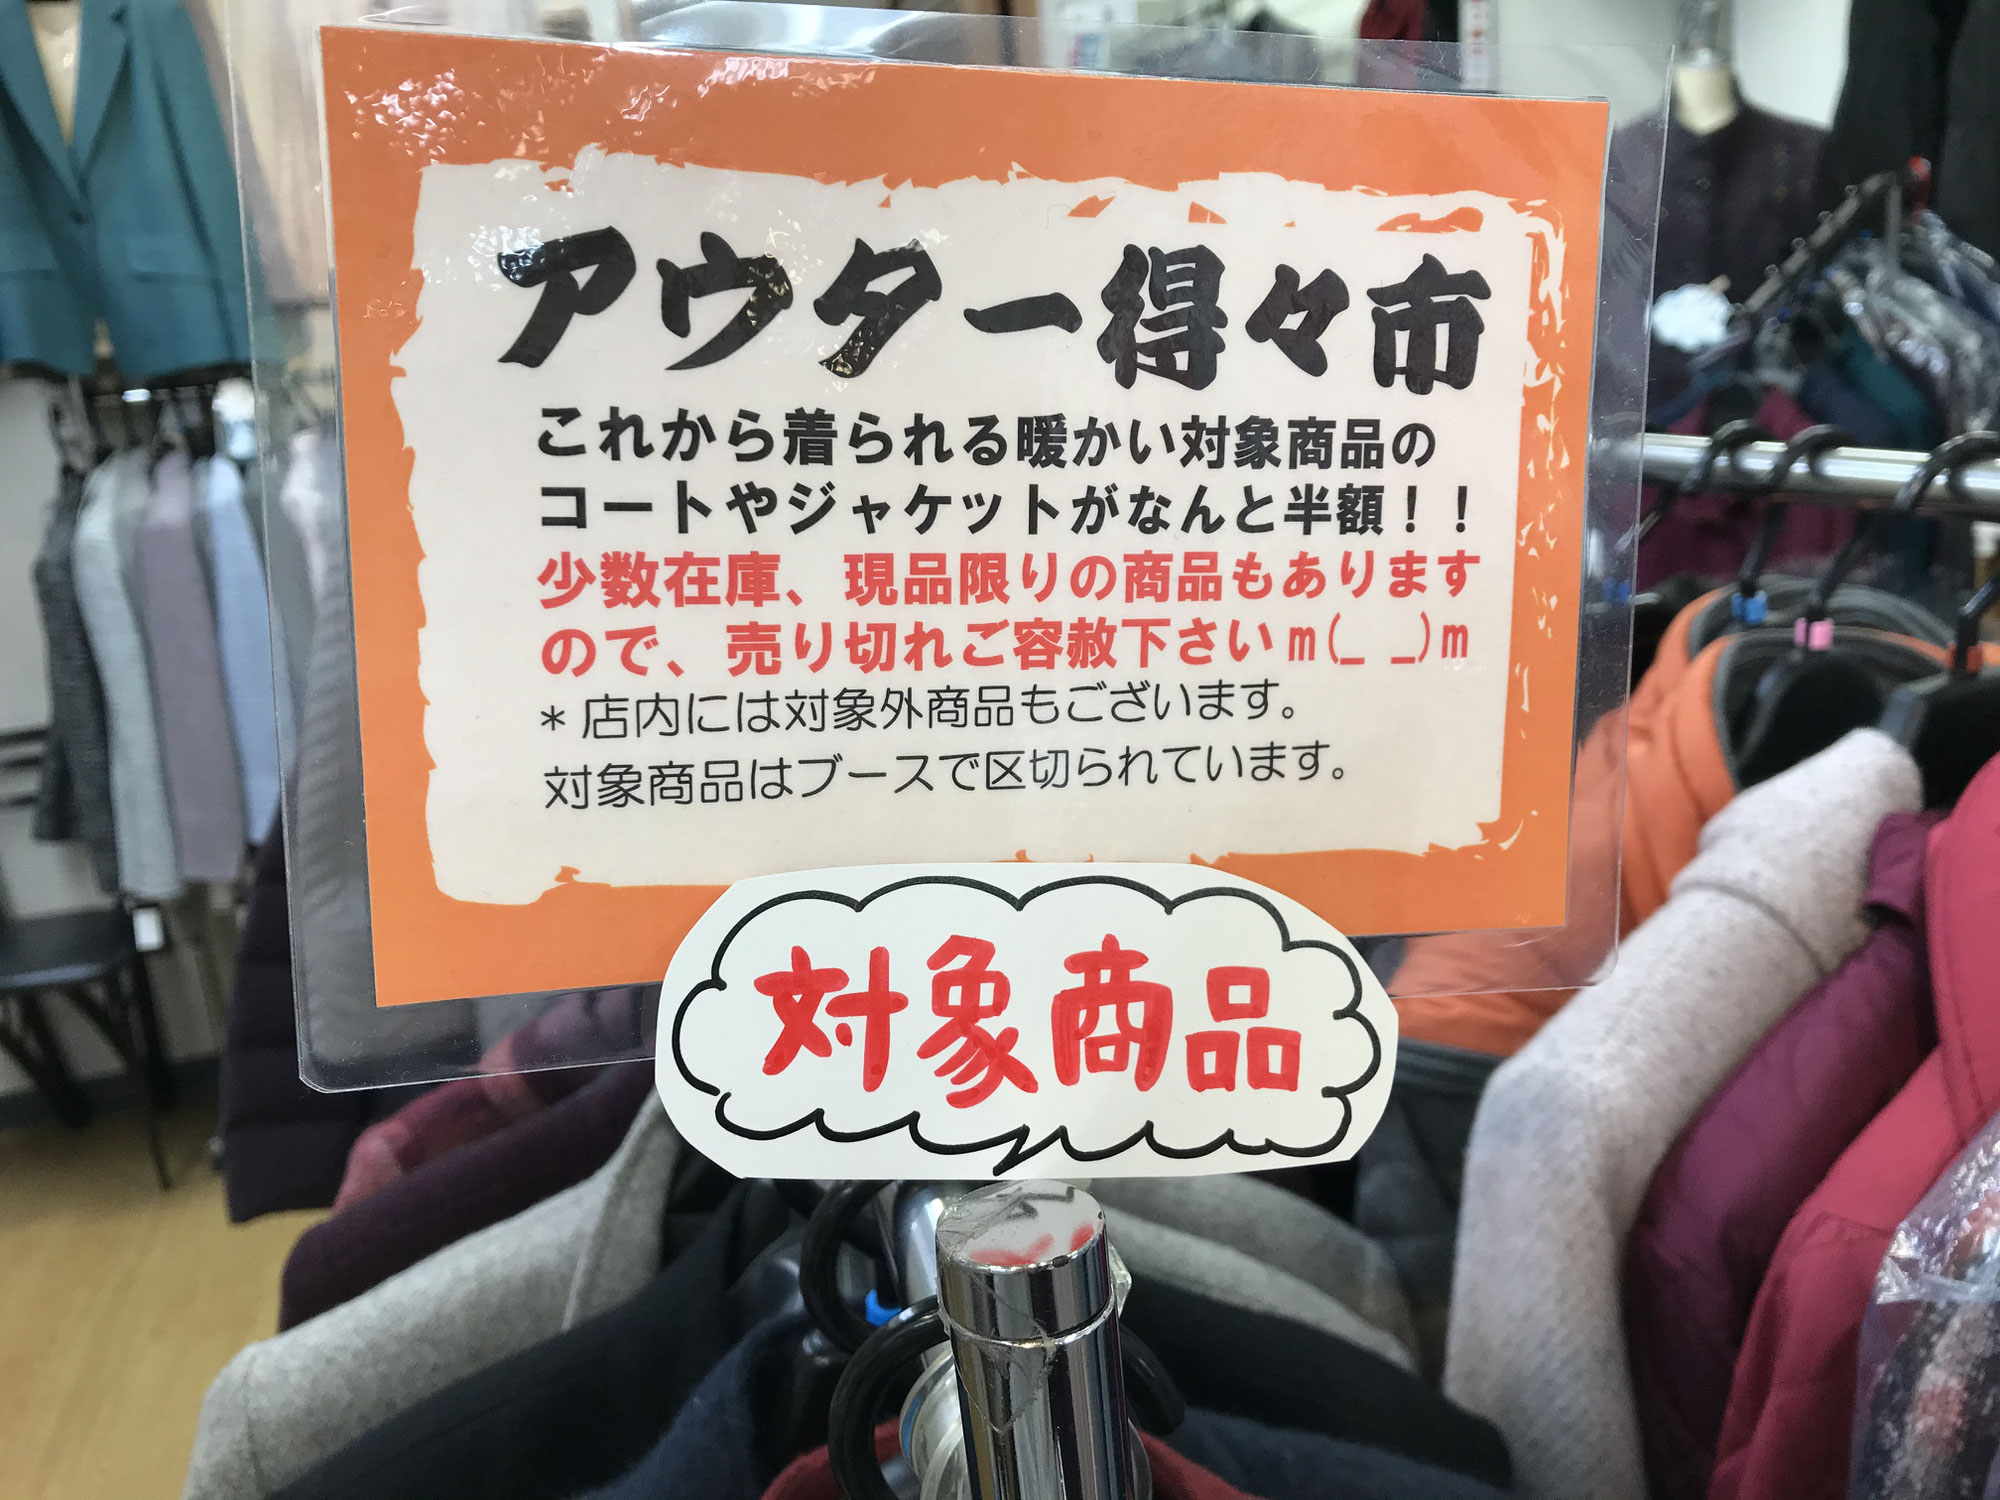 アウター得々市
これから着られる暖かい対象商品の
コートやジャケットがなんと半額！！
少数在庫、現品限りの商品もあります
ので、売り切れご容赦下さいm(_ _)m
＊店内には対象外商品もございます。
対象商品はブースで区切られています。
対象商品